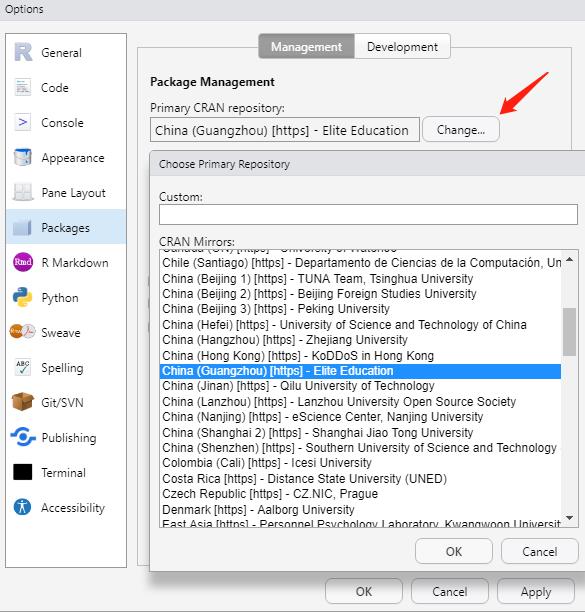 Options
General
Code
Console
Appearance
Pane Layout
Packages
Rmd
R Markdown
Python
Sweave
ABC
Spelling
Git/SVN
Publishing
Terminal
Accessibility
Management
Development
Package Management
Primary CRAN repository:
China (Guangzhou) [https] - Elite Education
Change...
Choose Primary Repository
Custom:
CRAN Mirrors:
Chile (Santiago) [https] - Departamento de Ciencias de la Computación, Un
China (Beijing 1) [https] - TUNA Team, Tsinghua University
China (Beijing 2) [https] - Beijing Foreign Studies University
China (Beijing 3) [https] - Peking University
China (Hefei) [https] - University of Science and Technology of China
China (Hangzhou) [https] - Zhejiang University
China (Hong Kong) [https] - KoDDoS in Hong Kong
China (Guangzhou) [https] - Elite Education
China (Jinan) [https] - Qilu University of Technology
China (Lanzhou) [https] - Lanzhou University Open Source Society
China (Nanjing) [https] - eScience Center, Nanjing University
China (Shanghai 2) [https] - Shanghai Jiao Tong University
China (Shenzhen) [https] - Southern University of Science and Technology
Colombia (Cali) [https] - Icesi University
Costa Rica [https] - Distance State University (UNED)
Czech Republic [https] - CZ.NIC, Prague
Denmark [https] - Aalborg University
East Asia [https] - Personnel Psychology Laboratory, Kwangwoon Universit
OK
Cancel
OK
Cancel
Apply